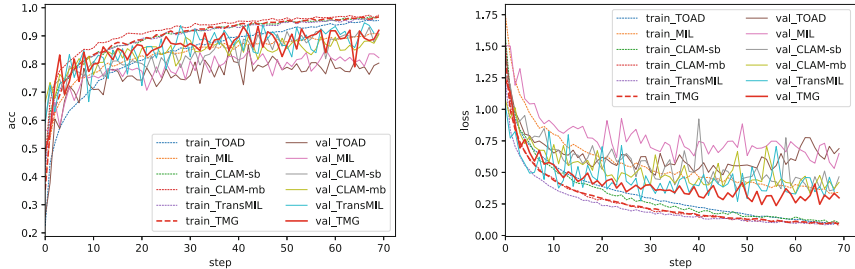 1.0
0.9
0.8
0.7
0.6
0.5
0.4
0.3
0.2
acc
0 10 20 30 40 50 60 70
step
train_TOAD val_TOAD
train_MIL val_MIL
train_CLAM-sb val_CLAM-sb
train_CLAM-mb val_CLAM-mb
train_TransMIL val_TransMIL
train_TMG val_TMG
1.75
1.50
1.25
1.00
0.75
0.50
0.25
0.00
loss
0 10 20 30 40 50 60 70
step
train_TOAD val_TOAD
train_MIL val_MIL
train_CLAM-sb val_CLAM-sb
train_CLAM-mb val_CLAM-mb
train_TransMIL val_TransMIL
train_TMG val_TMG